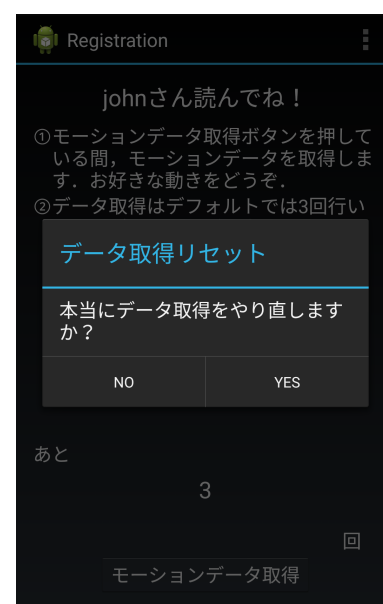 Registration
johnさん読んでね！
①モーションデータ取得ボタンを押して
いる間，モーションデータを取得しま
す．お好きな動きをどうぞ．
②データ取得はデフォルトでは3回行い
データ取得リセット
本当にデータ取得をやり直します
か？
NO YES
あと
3
回
モーションデータ取得